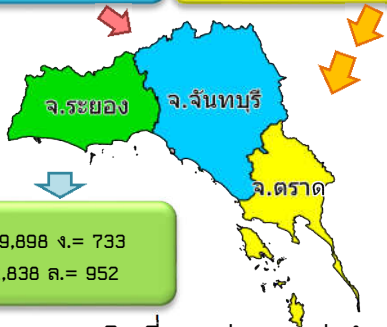 จ.ระยอง
จ.จันทบุรี
จ.ตราด
9,898 ง.= 733
,838 ล.= 952